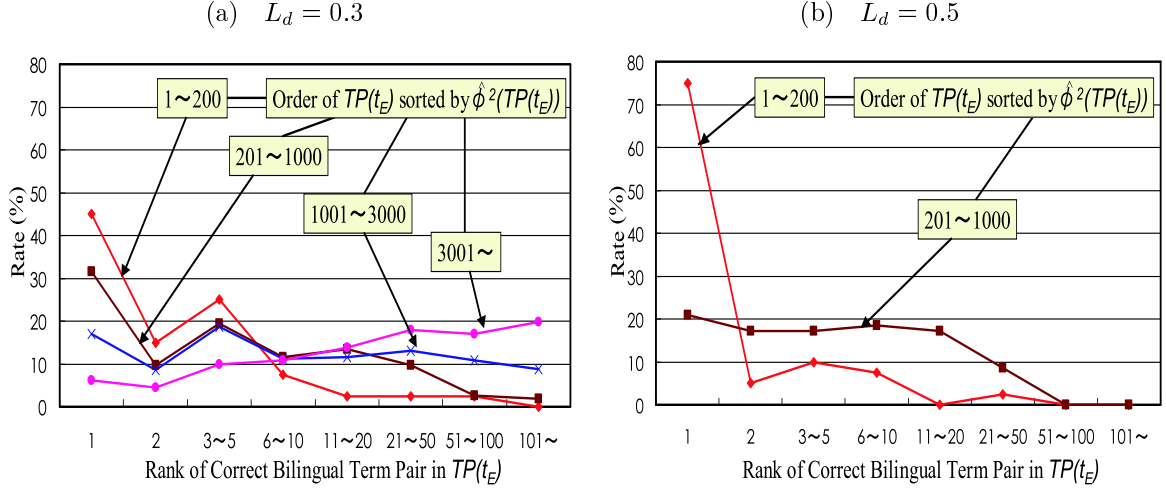 (a) L_d = 0.3
80
70
60
50
40
30
20
10
0
Rate (%)
1~200
Order of TP(t_E) sorted by φ̂²(TP(t_E))
201~1000
1001~3000
3001~
1 2 3~5 6~10 11~20 21~50 51~100 101~
Rank of Correct Bilingual Term Pair in TP(t_E)
(b) L_d = 0.5
80
70
60
50
40
30
20
10
0
Rate (%)
1~200
Order of TP(t_E) sorted by φ̂²(TP(t_E))
201~1000
1 2 3~5 6~10 11~20 21~50 51~100 101~
Rank of Correct Bilingual Term Pair in TP(t_E)